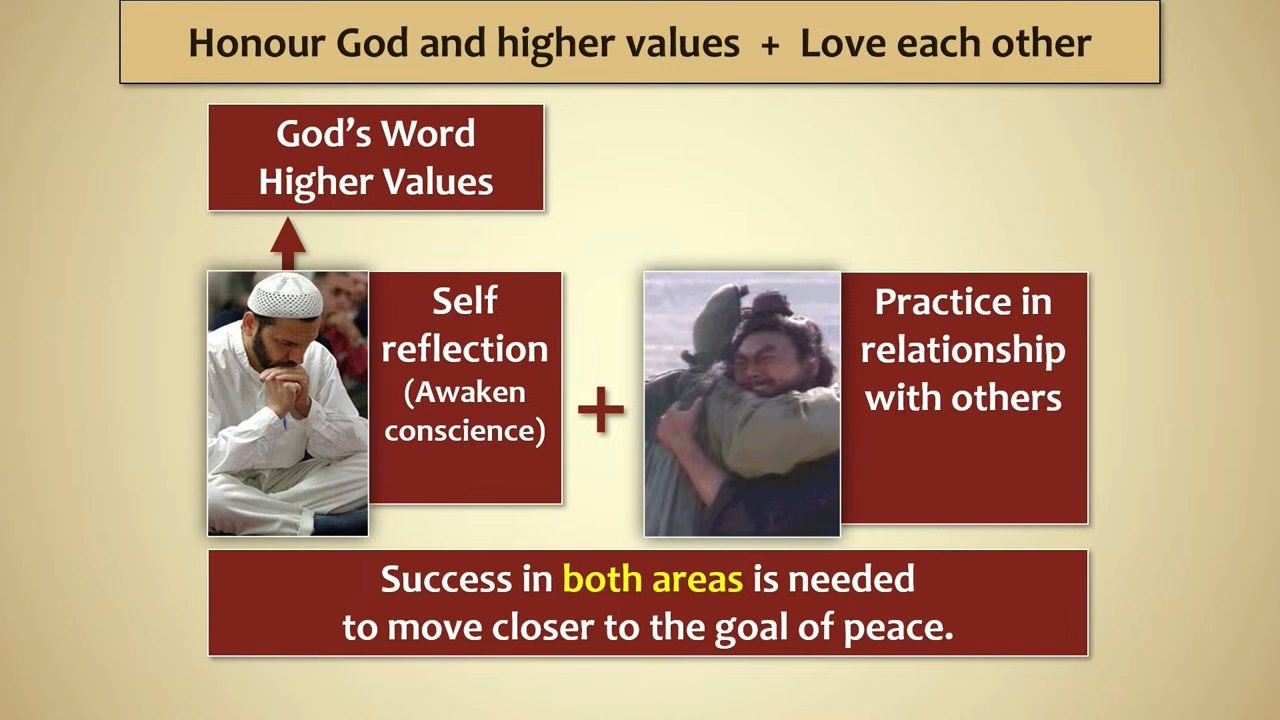 Honour God and higher values + Love each other
God's Word
Higher Values
Self
reflection
(Awaken
conscience)
+
Practice in
relationship
with others
Success in both areas is needed
to move closer to the goal of peace.